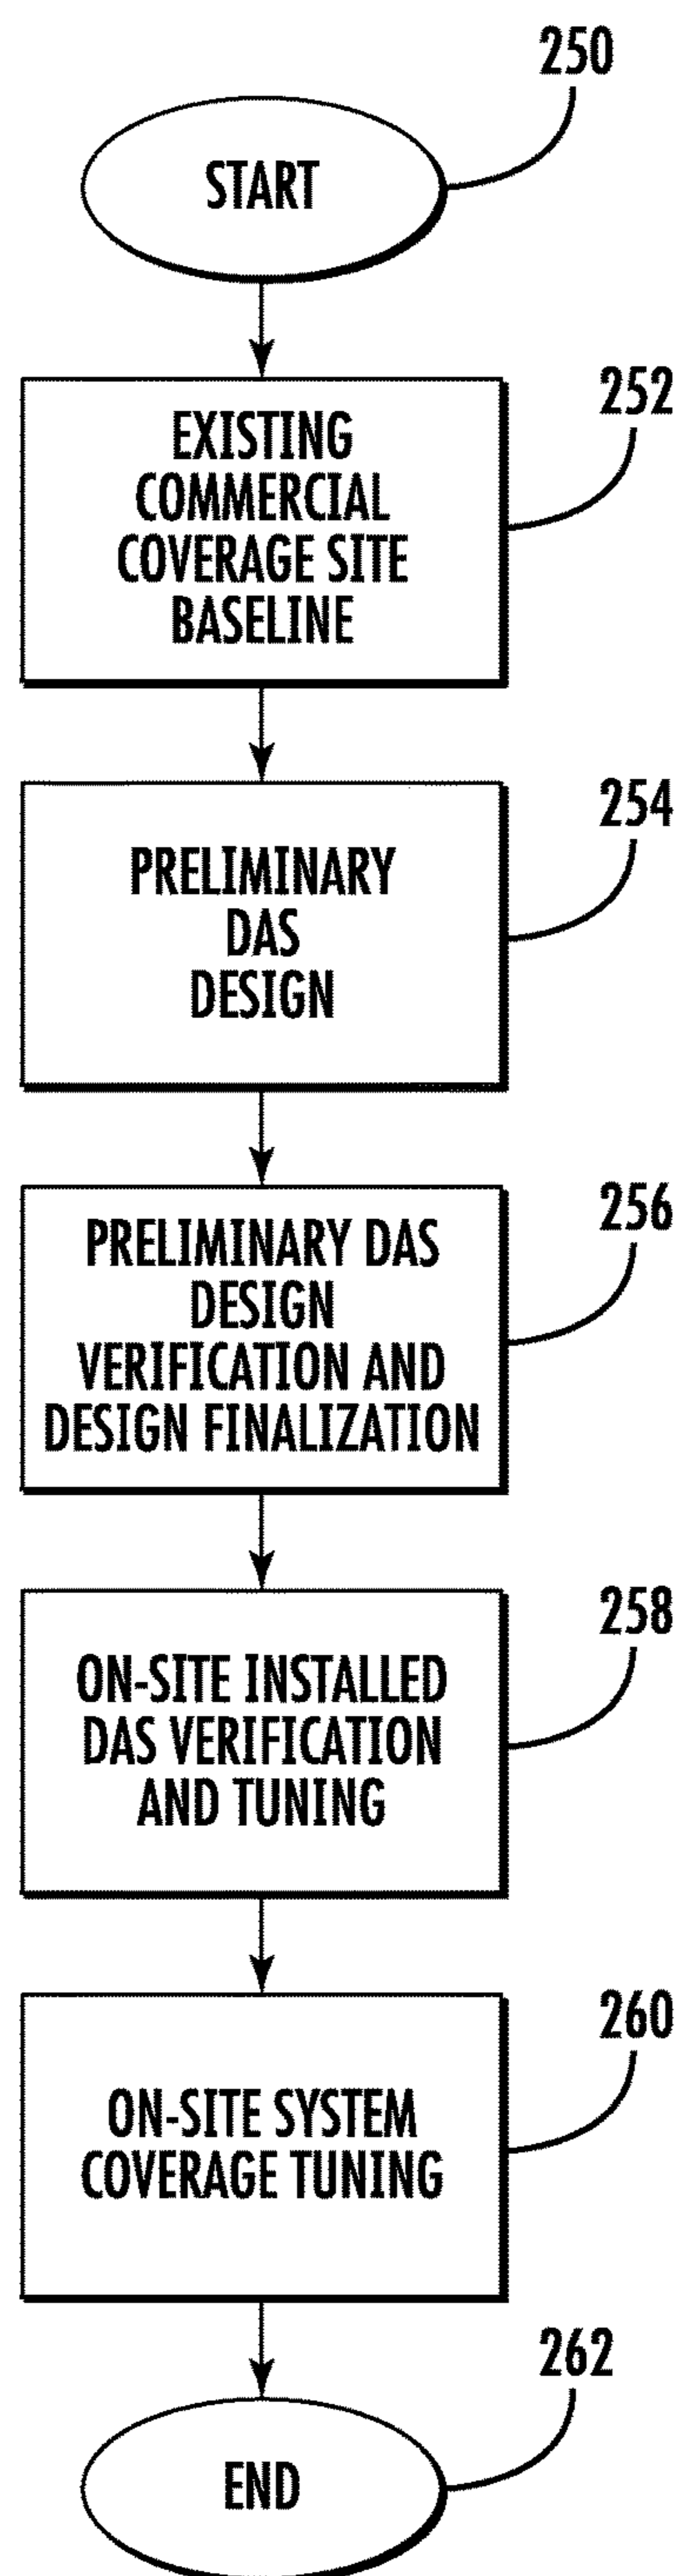 250
START
252
EXISTING
COMMERCIAL
COVERAGE SITE
BASELINE
254
PRELIMINARY
DAS
DESIGN
256
PRELIMINARY DAS
DESIGN
VERIFICATION AND
DESIGN FINALIZATION
258
ON-SITE INSTALLED
DAS VERIFICATION
AND TUNING
260
ON-SITE SYSTEM
COVERAGE TUNING
262
END